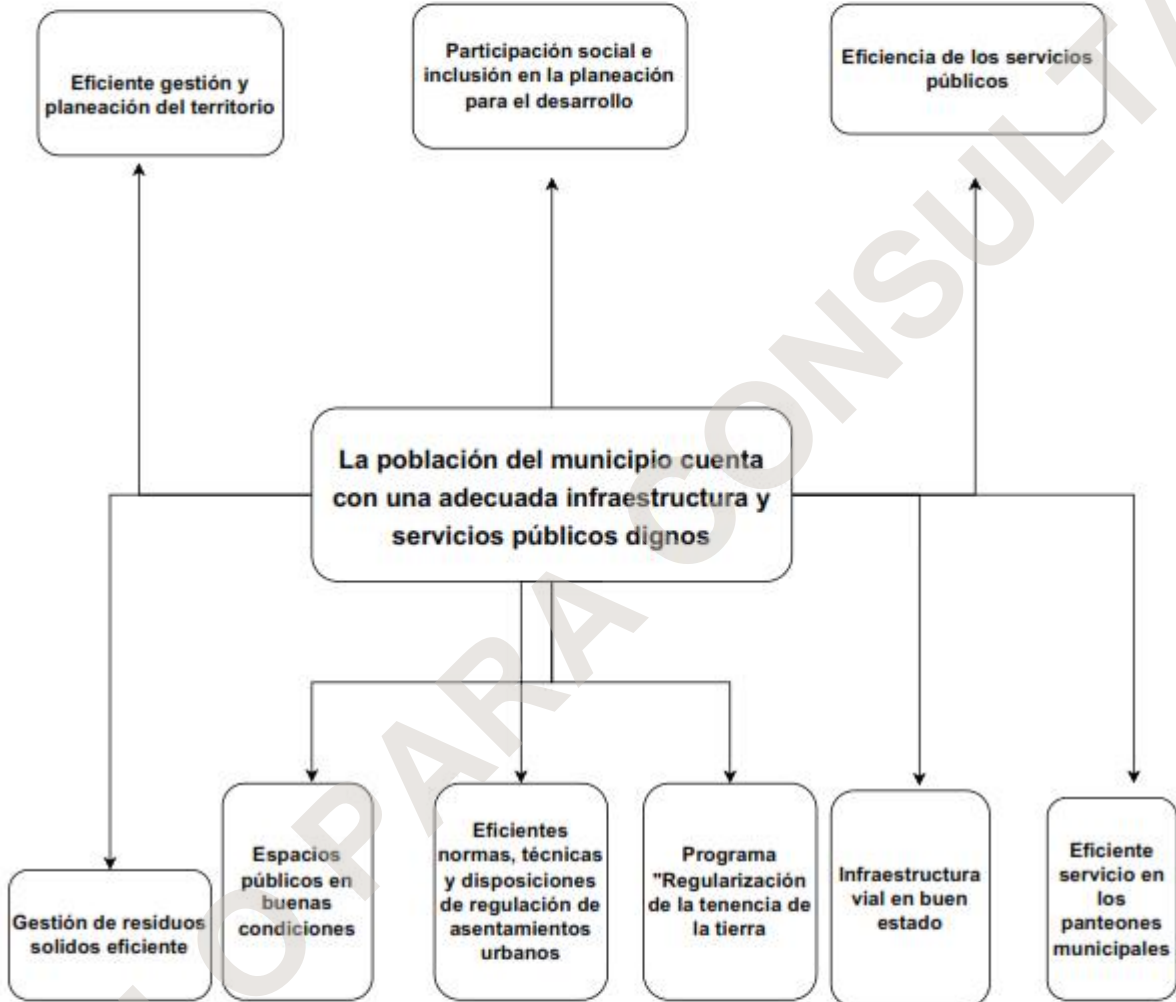 Eficiente gestión y
planeación del territorio
Participación social e
inclusión en la planeación
para el desarrollo
Eficiencia de los servicios
públicos
La población del municipio cuenta
con una adecuada infraestructura y
servicios públicos dignos
Gestión de residuos
solidos eficiente
Espacios
públicos en
buenas
condiciones
Eficientes
normas, técnicas
y disposiciones
de regulación de
asentamientos
urbanos
Programa
"Regularización
de la tenencia de
la tierra
Infraestructura
vial en buen
estado
Eficiente
servicio en
los
panteones
municipales
PARA